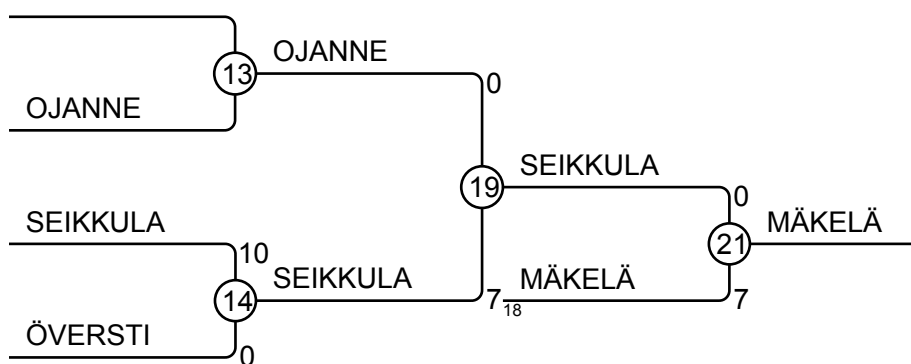 OJANNE
13
0
OJANNE
SEIKKULA
19
SEIKKULA
0
10
21
MÄKELÄ
SEIKKULA
MÄKELÄ
14
7
18
7
ÖVERSTI
0